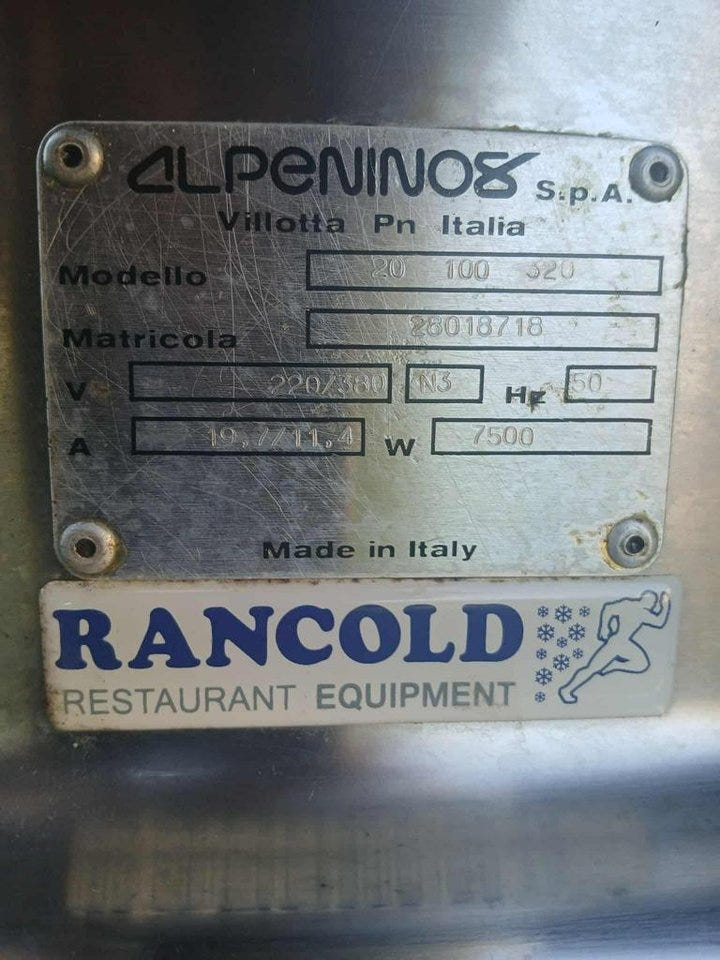 ALPeNINOX S.p.A.
Villotta Pn Italia
Modello 20 100 320
Matricola 28018718
V 220/380 N3 Hz 50
A 19,7/11,4 W 7500
Made in Italy
RANCOLD
RESTAURANT EQUIPMENT